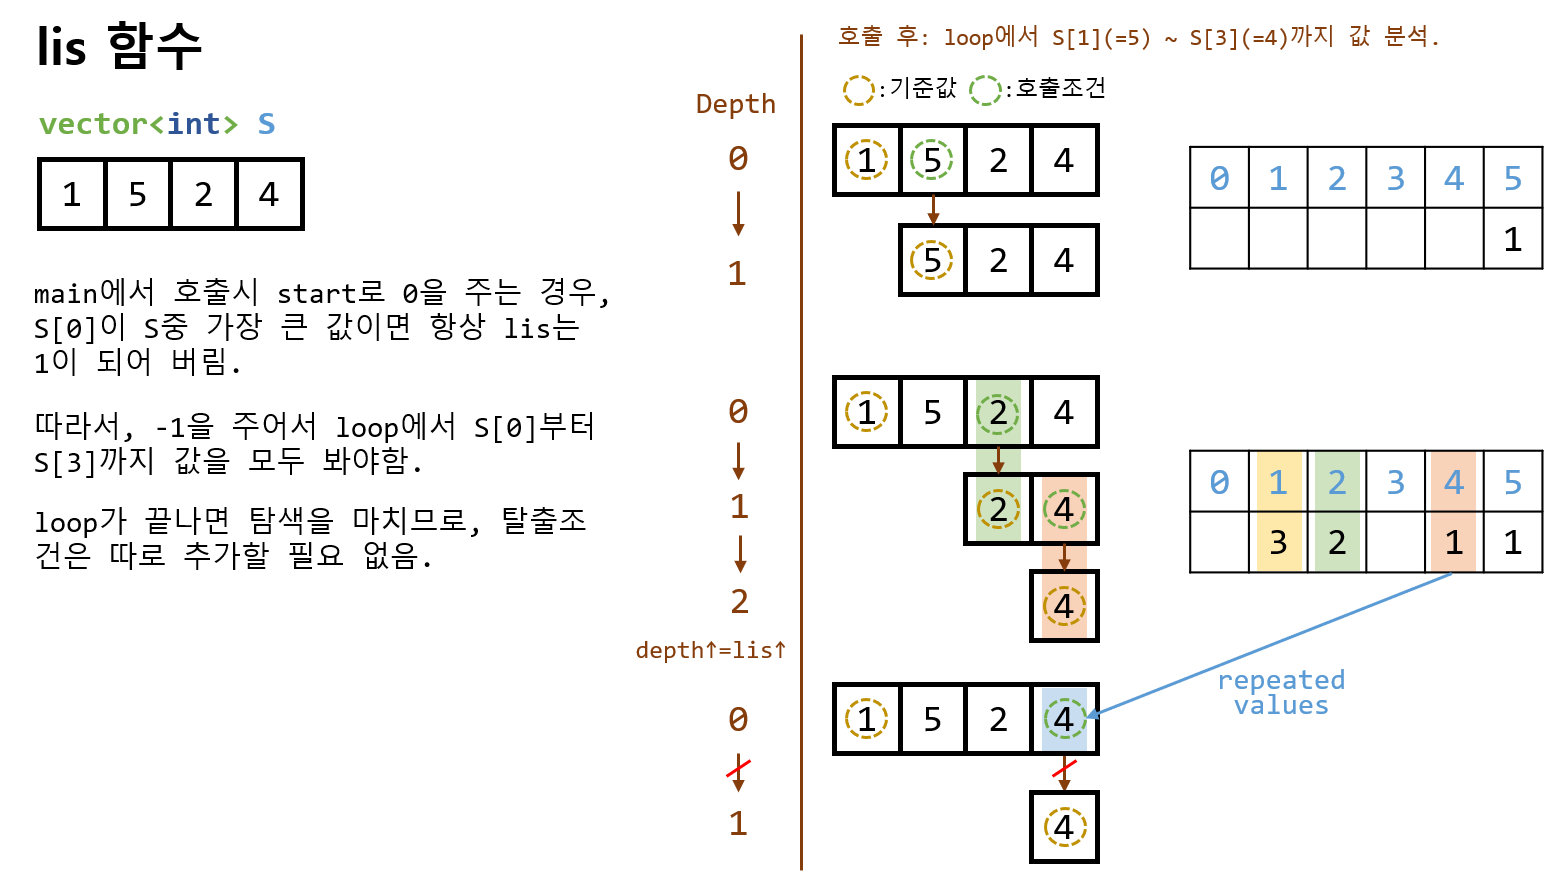 lis 함수
vector<int> S
1 5 2 4
main에서 호출시 start로 0을 주는 경우,
S[0]이 S중 가장 큰 값이면 항상 lis는
1이 되어 버림.
따라서, -1을 주어서 loop에서 S[0]부터
S[3]까지 값을 모두 봐야함.
loop가 끝나면 탐색을 마치므로, 탈출조
건은 따로 추가할 필요 없음.
Depth
0
1
0
1
2
depth↑=lis↑
0
1
호출 후: loop에서 S[1](=5) ~ S[3](=4)까지 값 분석.
:기준값 :호출조건
1 5 2 4
5 2 4
0 1 2 3 4 5
1
1 5 2 4
2 4
4
0 1 2 3 4 5
3 2 1 1
repeated
values
1 5 2 4
4